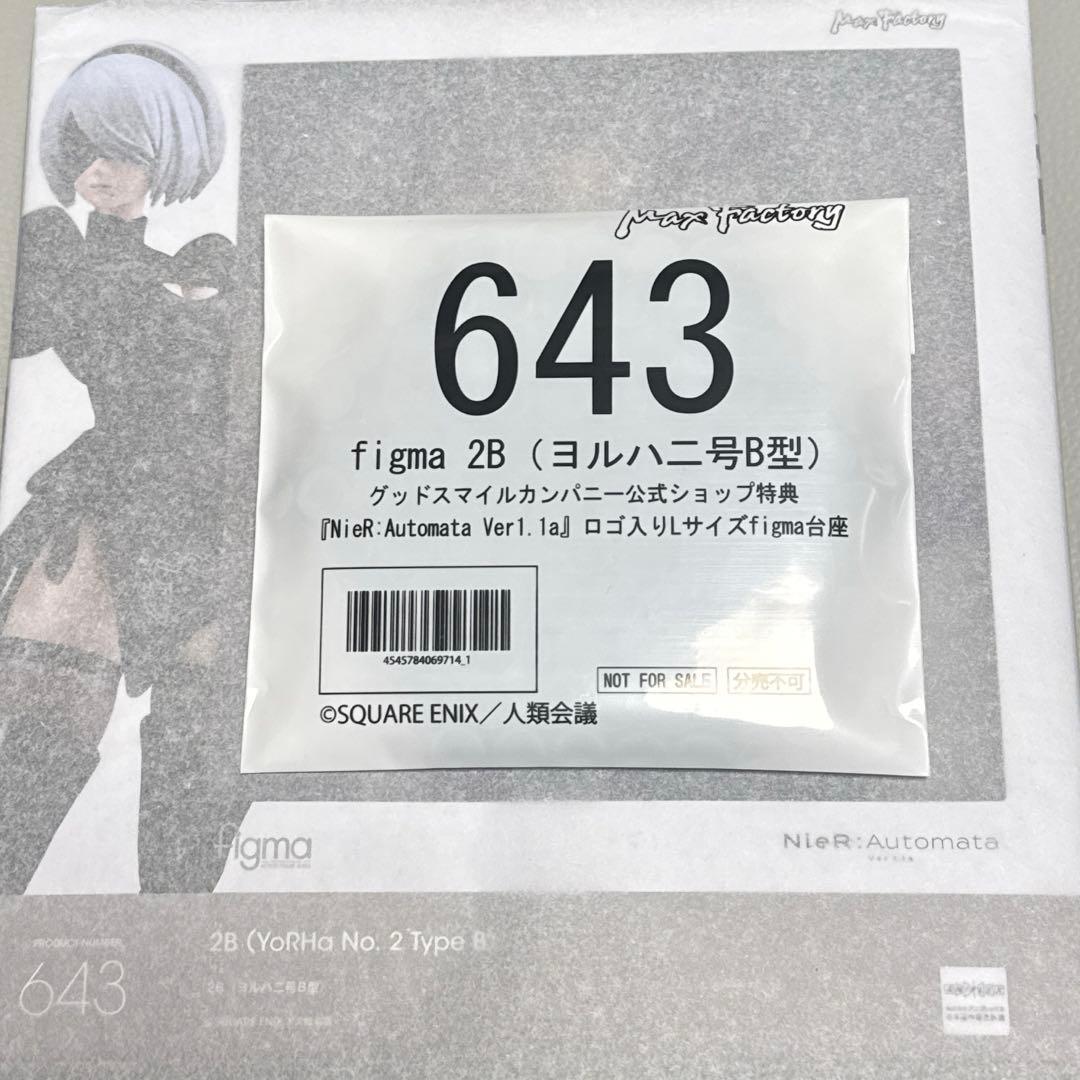 Max Factory
Max Factory
643
figma 2B（ヨルハ二号B型）
グッドスマイルカンパニー公式ショップ特典
『NieR:Automata Ver1.1a』ロゴ入りLサイズfigma台座
4545784069714_1
NOT FOR SALE 分売不可
©SQUARE ENIX／人類会議
figma
NieR:Automata
Ver1.1a
PRODUCT NUMBER
643
2B (YoRHa No. 2 Type B
2B（ヨルハ二号B型）